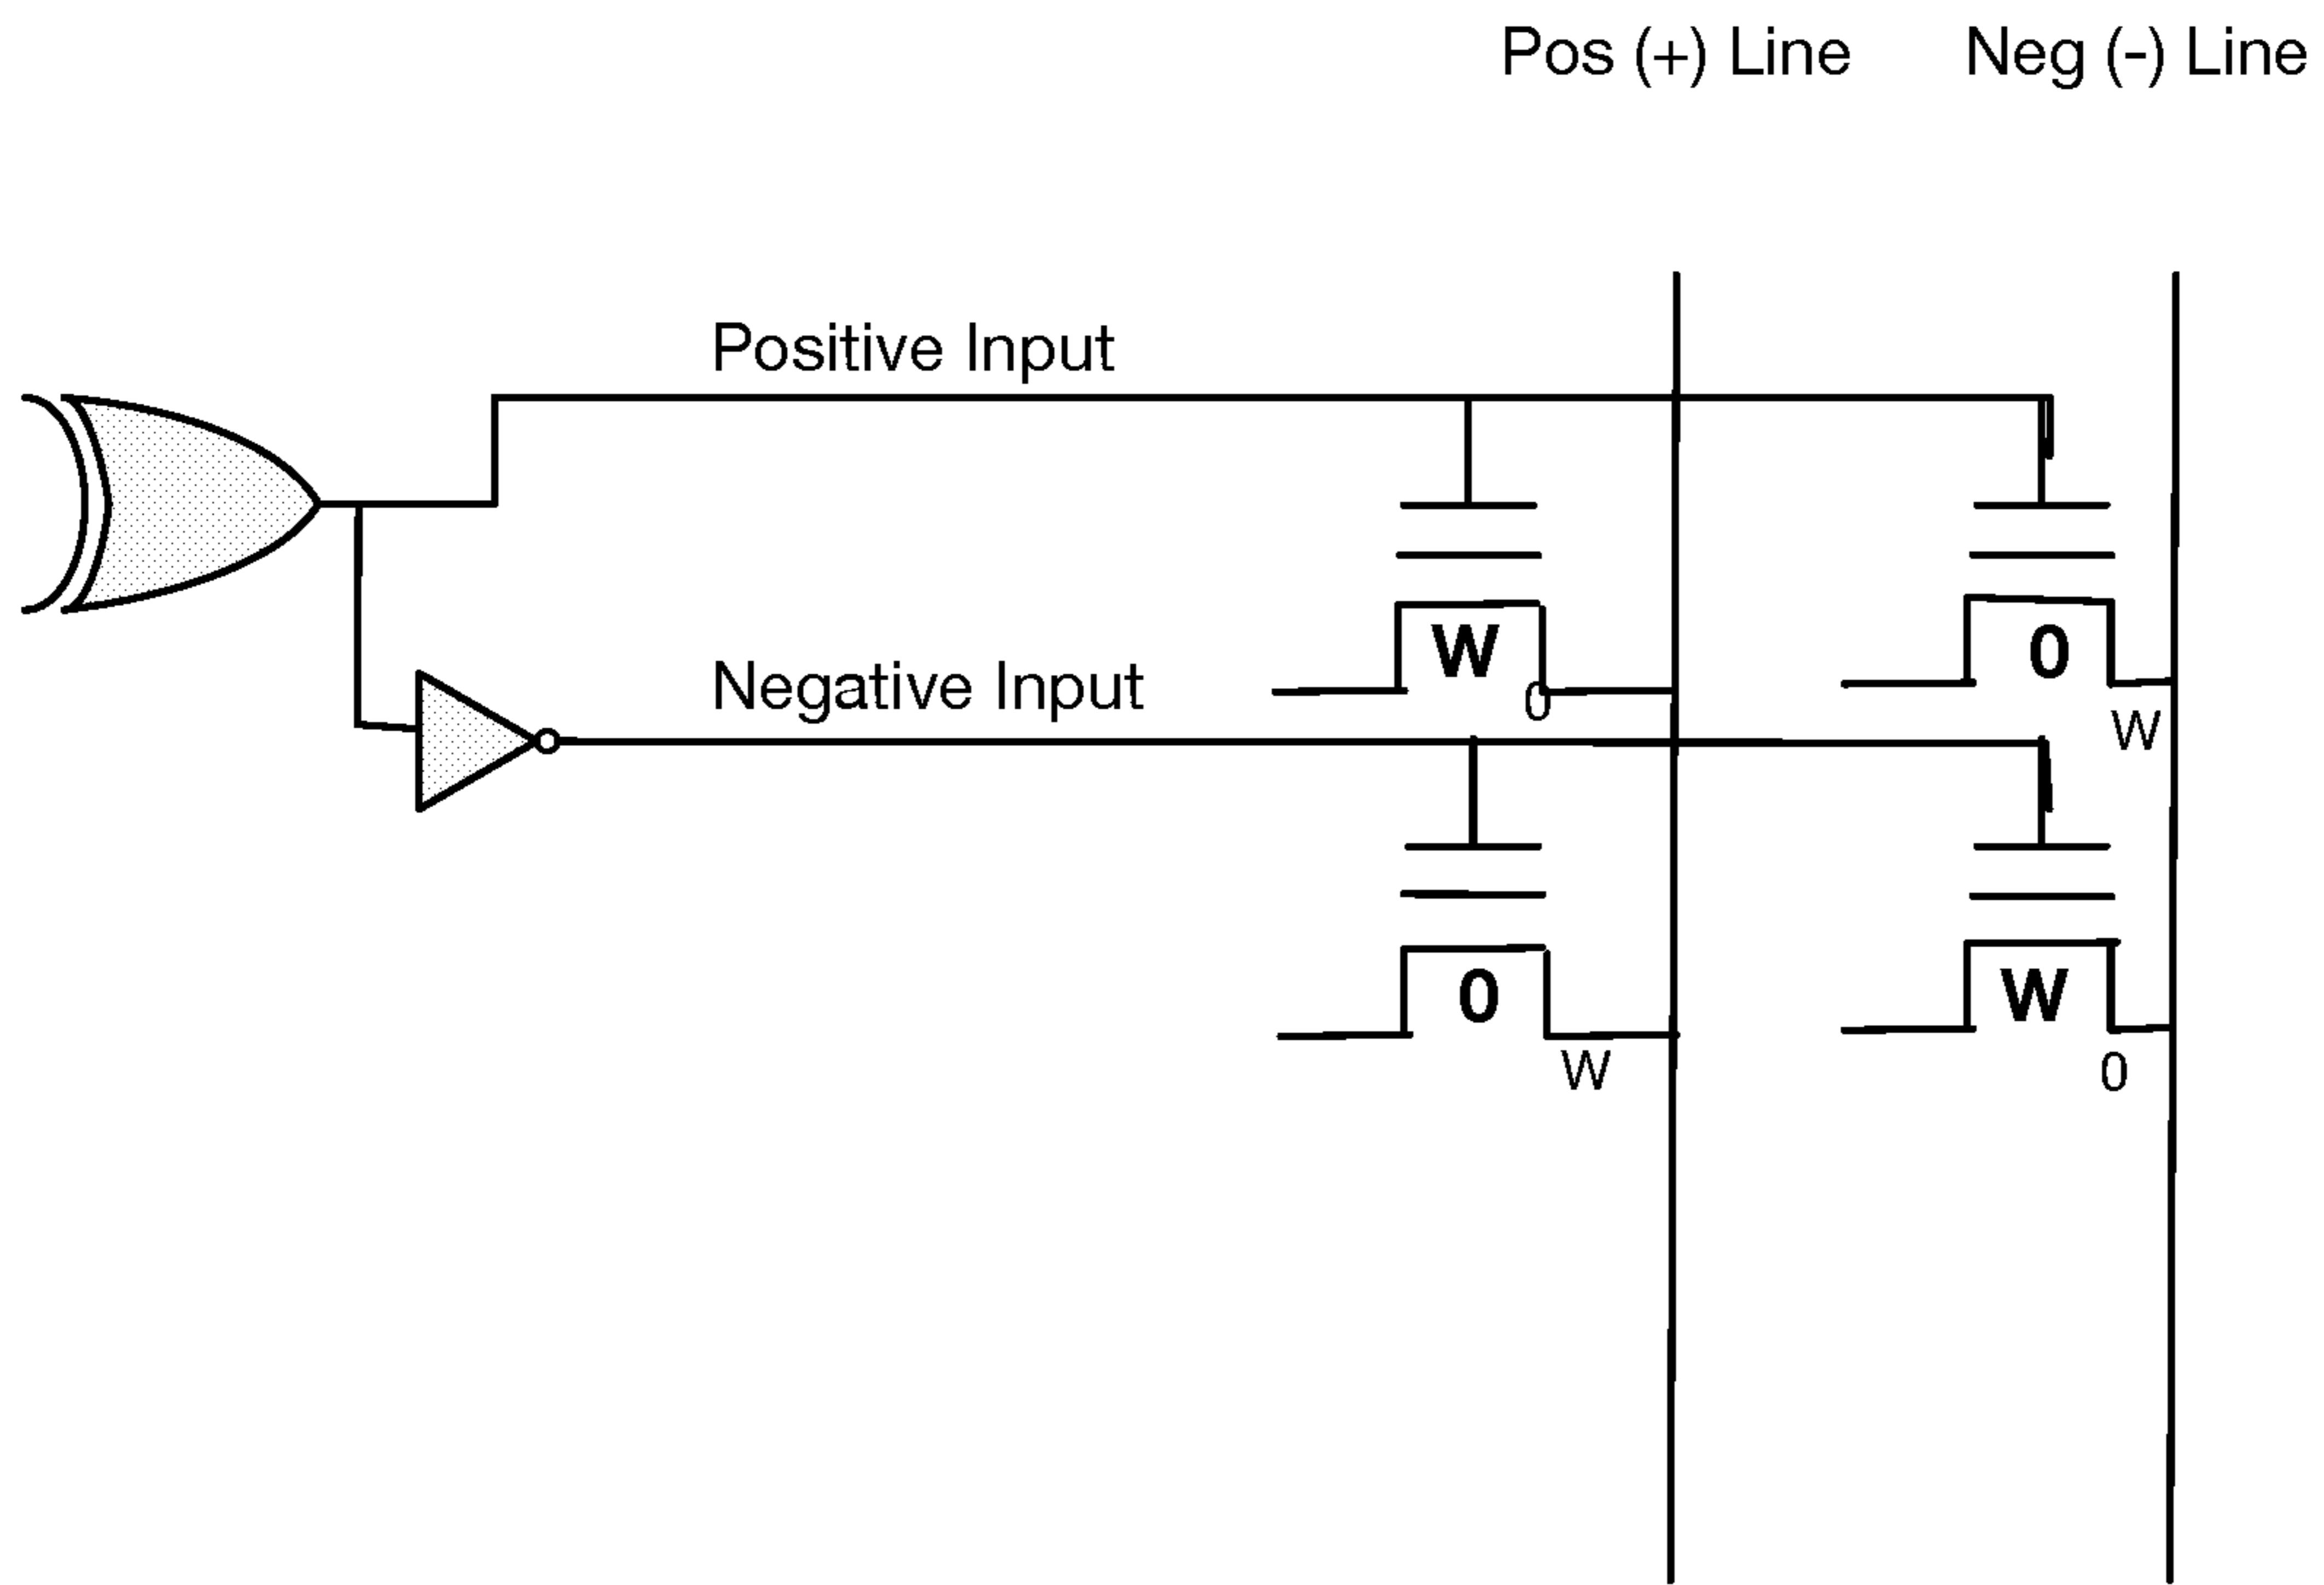 Pos (+) Line Neg (-) Line
Positive Input
W 0
Negative Input
0 W
0 W
W 0